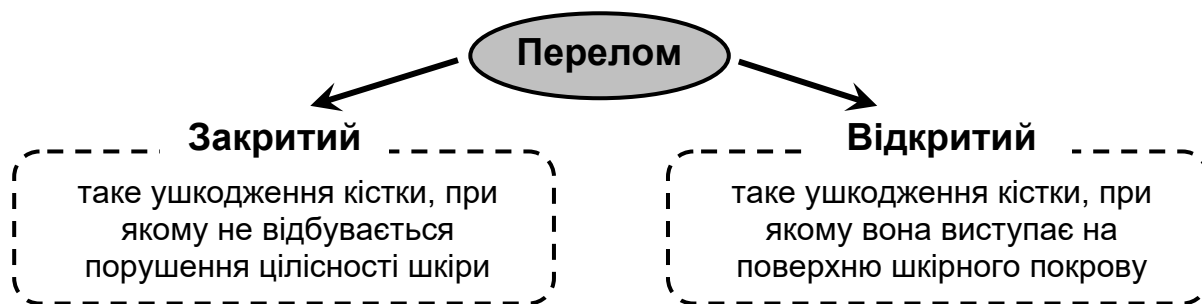 Перелом
Закритий
таке ушкодження кістки, при
якому не відбувається
порушення цілісності шкіри
Відкритий
таке ушкодження кістки, при
якому вона виступає на
поверхню шкірного покрову